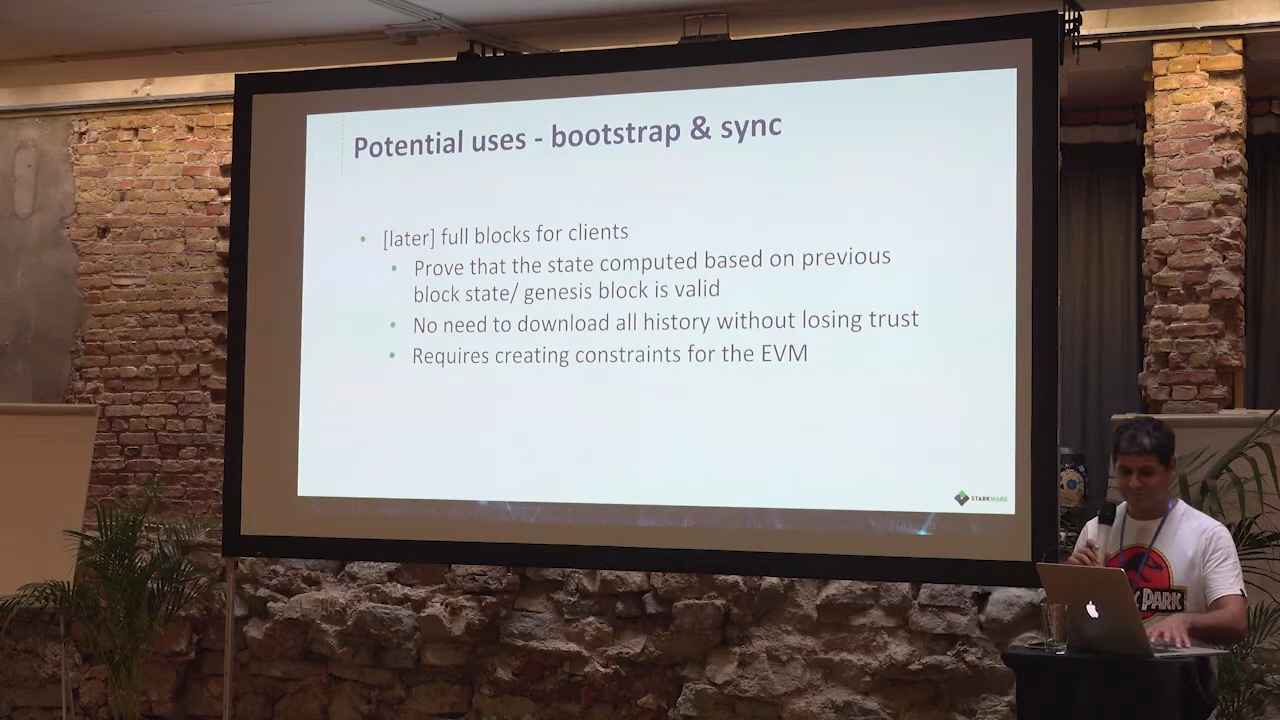 Potential uses - bootstrap & sync
• [later] full blocks for clients
• Prove that the state computed based on previous
block state/ genesis block is valid
• No need to download all history without losing trust
• Requires creating constraints for the EVM
STARKWARE
PARK